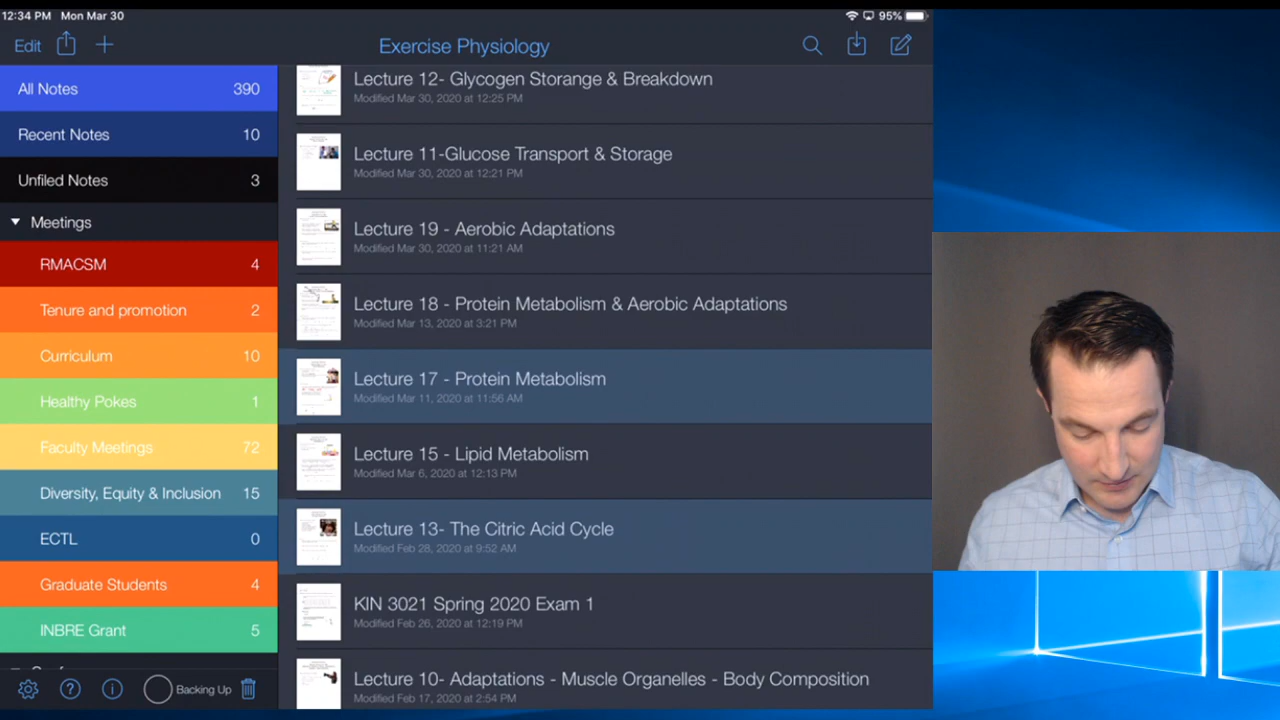 12:34 PM Mon Mar 30
95%
Edit
Exercise Physiology
All Notes 390
Recent Notes 10
Unfiled Notes 3
Meetings
RMACSM 4
Tenure and promotion 2
Curriculum 10
Healthy Pokes 1
Faculty Meetings 72
Diversity, Equity & Inclusion 15
ECTL 0
Graduate Students 4
INBRE Grant 5
Backing Up
Lecture 12- Glycogen Storange & Breakdown
Modified Mar 30, 2020 at 12:25 PM
Lecture 11-Glucose Transport & Storage
Modified Mar 30, 2020 at 12:21 PM
Lecture 19 - Aerobic Adaptations
Modified Mar 30, 2020 at 11:21 AM
Lecture 18 - Protein Metabolism & Aerobic Adaptations
Modified Mar 13, 2020 at 3:21 PM
Lecture 17 - Protein Metabolism
Modified Mar 11, 2020 at 11:56 AM
Lecture 15 - Lipid Metabolism
Modified Mar 6, 2020 at 12:13 PM
Lecture 13- The Citric Acid Cycle
Modified Feb 28, 2020 at 9:52 AM
KIN 3021 Spring 2020 Exam 1
Modified Feb 26, 2020 at 12:19 PM
Lecture 10- Adaptations - Muscle Organelles - Body Composition
Modified Feb 17, 2020 at 2:54 PM